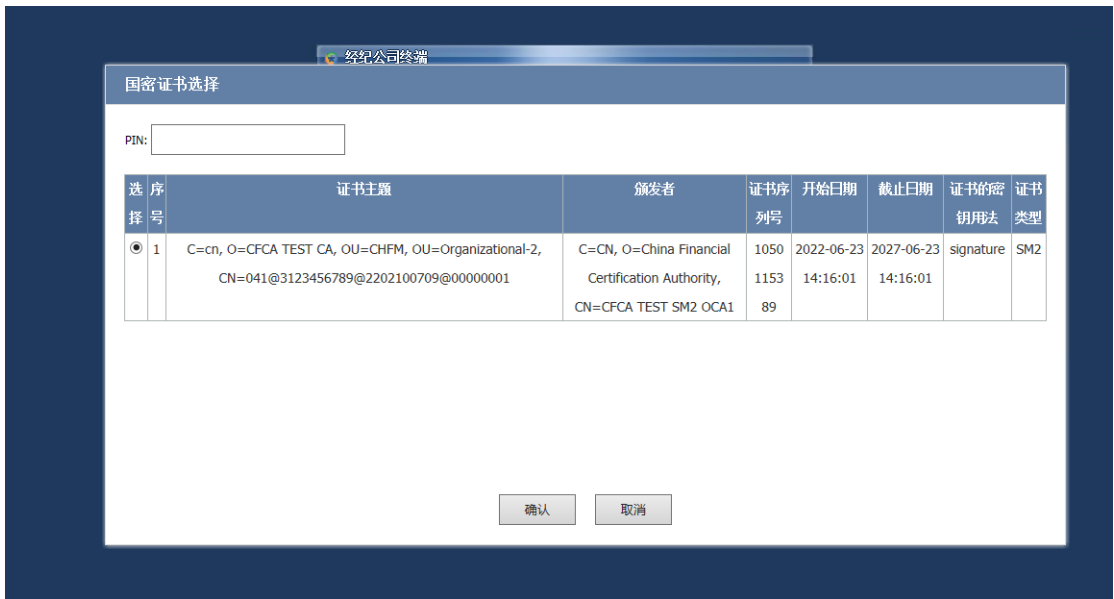 经纪公司终端
国密证书选择
PIN:
选择 序号 证书主题 颁发者 证书序列号 开始日期 截止日期 证书的密钥用法 证书类型
1 C=cn, O=CFCA TEST CA, OU=CHFM, OU=Organizational-2, C=CN, O=China Financial 1050 2022-06-23 2027-06-23 signature SM2
CN=041@3123456789@2202100709@00000001 Certification Authority, 1153 14:16:01 14:16:01
CN=CFCA TEST SM2 OCA1 89
确认 取消